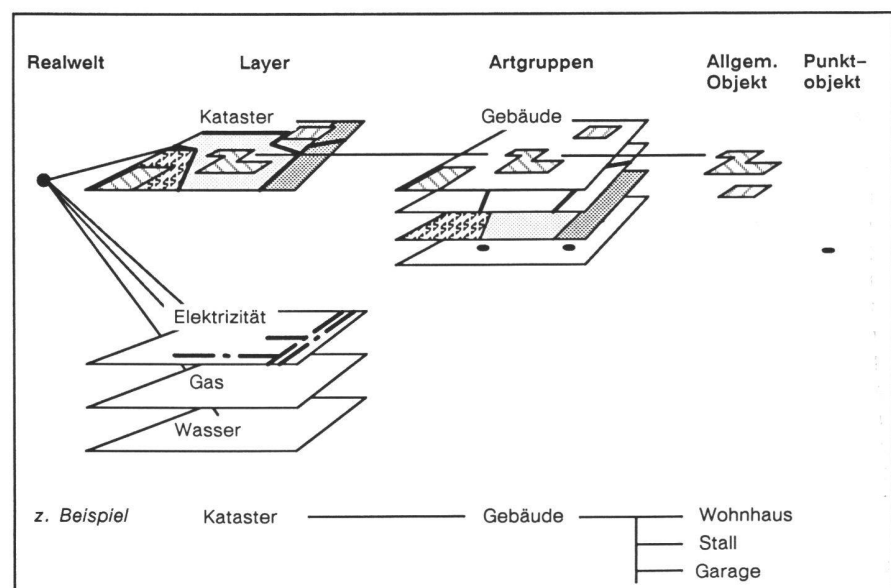 Realwelt Layer Artgruppen Allgem. Objekt Punkt–objekt
Kataster Gebäude
Elektrizität
Gas
Wasser
z. Beispiel Kataster Gebäude Wohnhaus
Stall
Garage